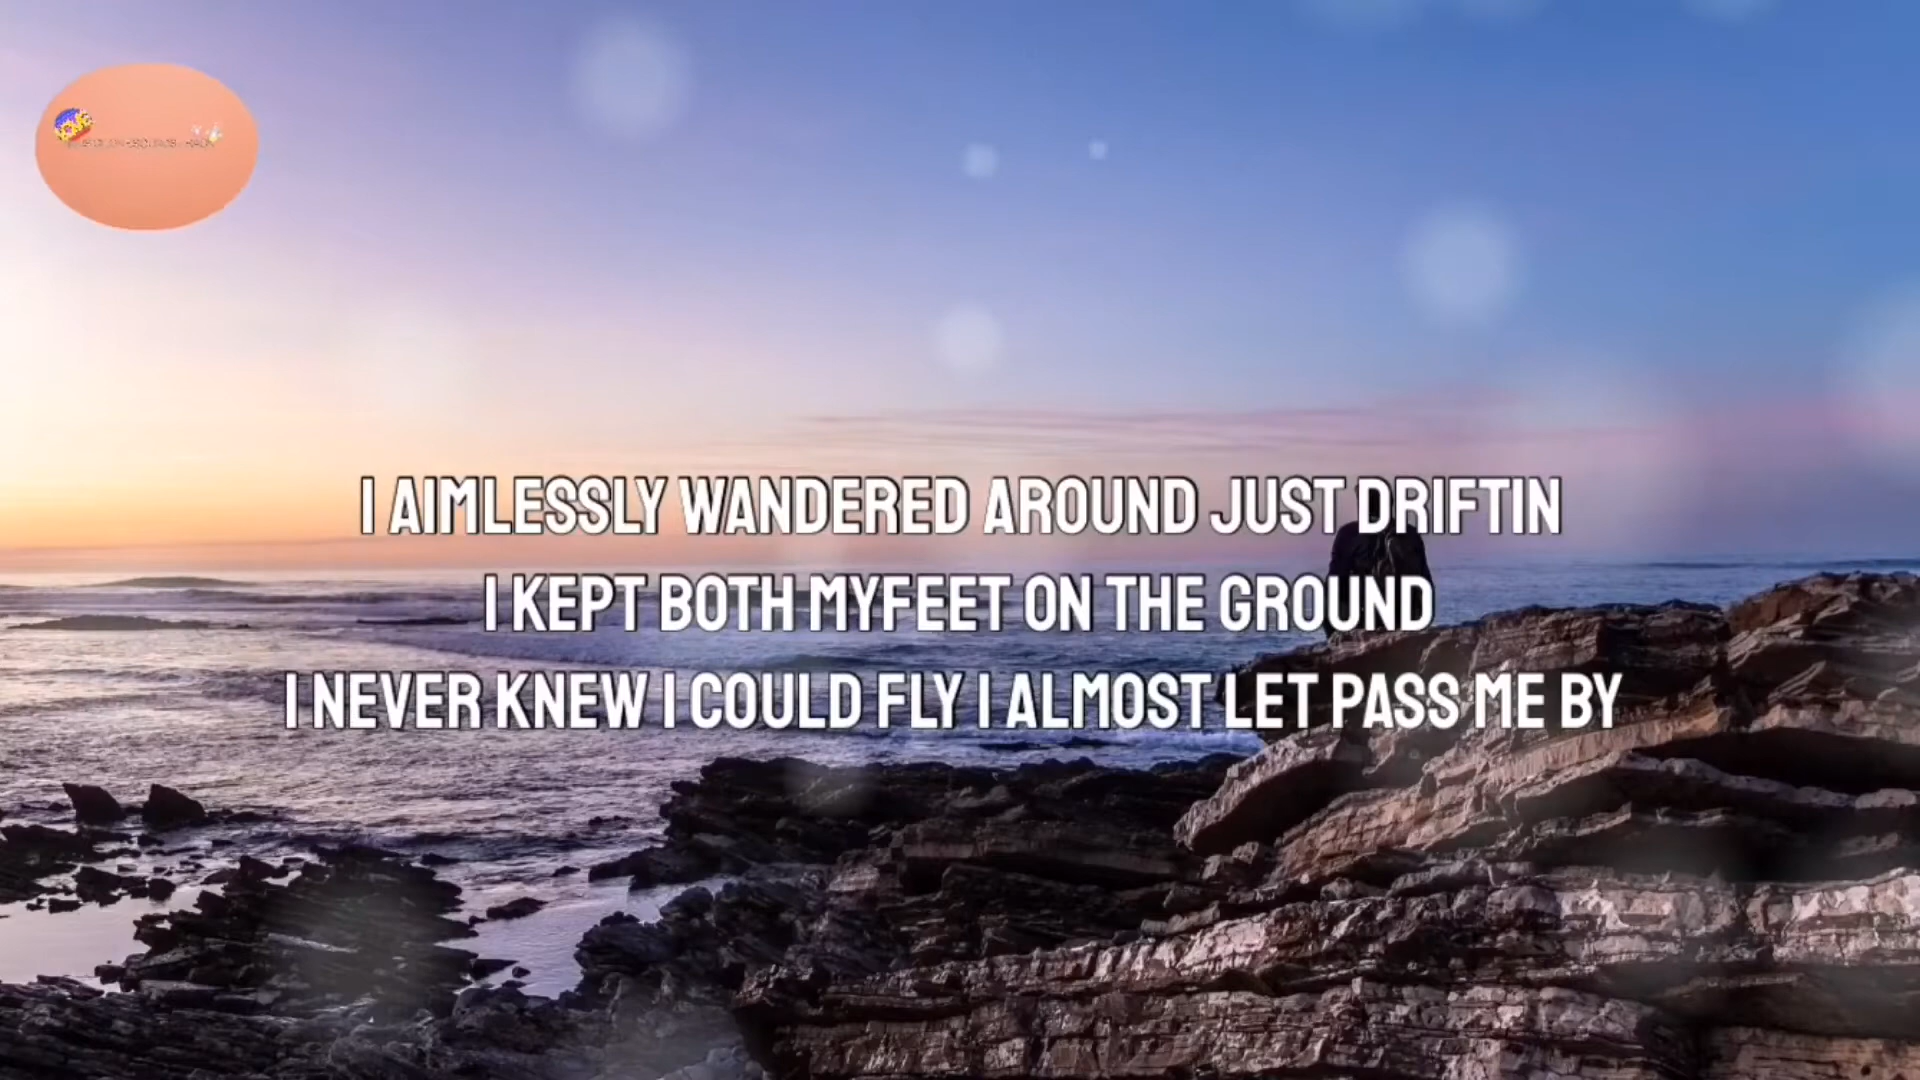 I AIMLESSLY WANDERED AROUND JUST DRIFTIN
I KEPT BOTH MYFEET ON THE GROUND
I NEVER KNEW I COULD FLY I ALMOST LET PASS ME BY